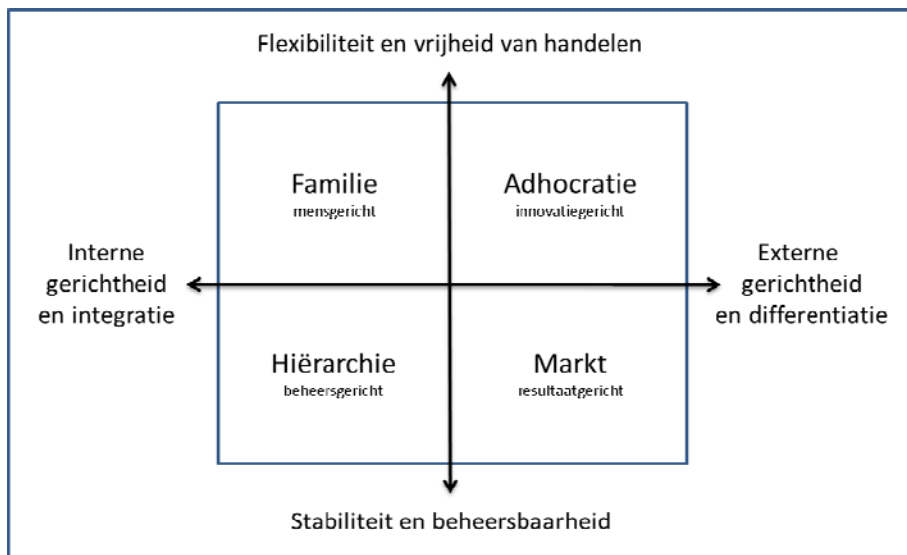 Flexibiliteit en vrijheid van handelen
Familie
mensgericht
Adhocratie
innovatiegericht
Interne
gerichtheid
en integratie
Externe
gerichtheid
en differentiatie
Hiërarchie
beheersgericht
Markt
resultaatgericht
Stabiliteit en beheersbaarheid